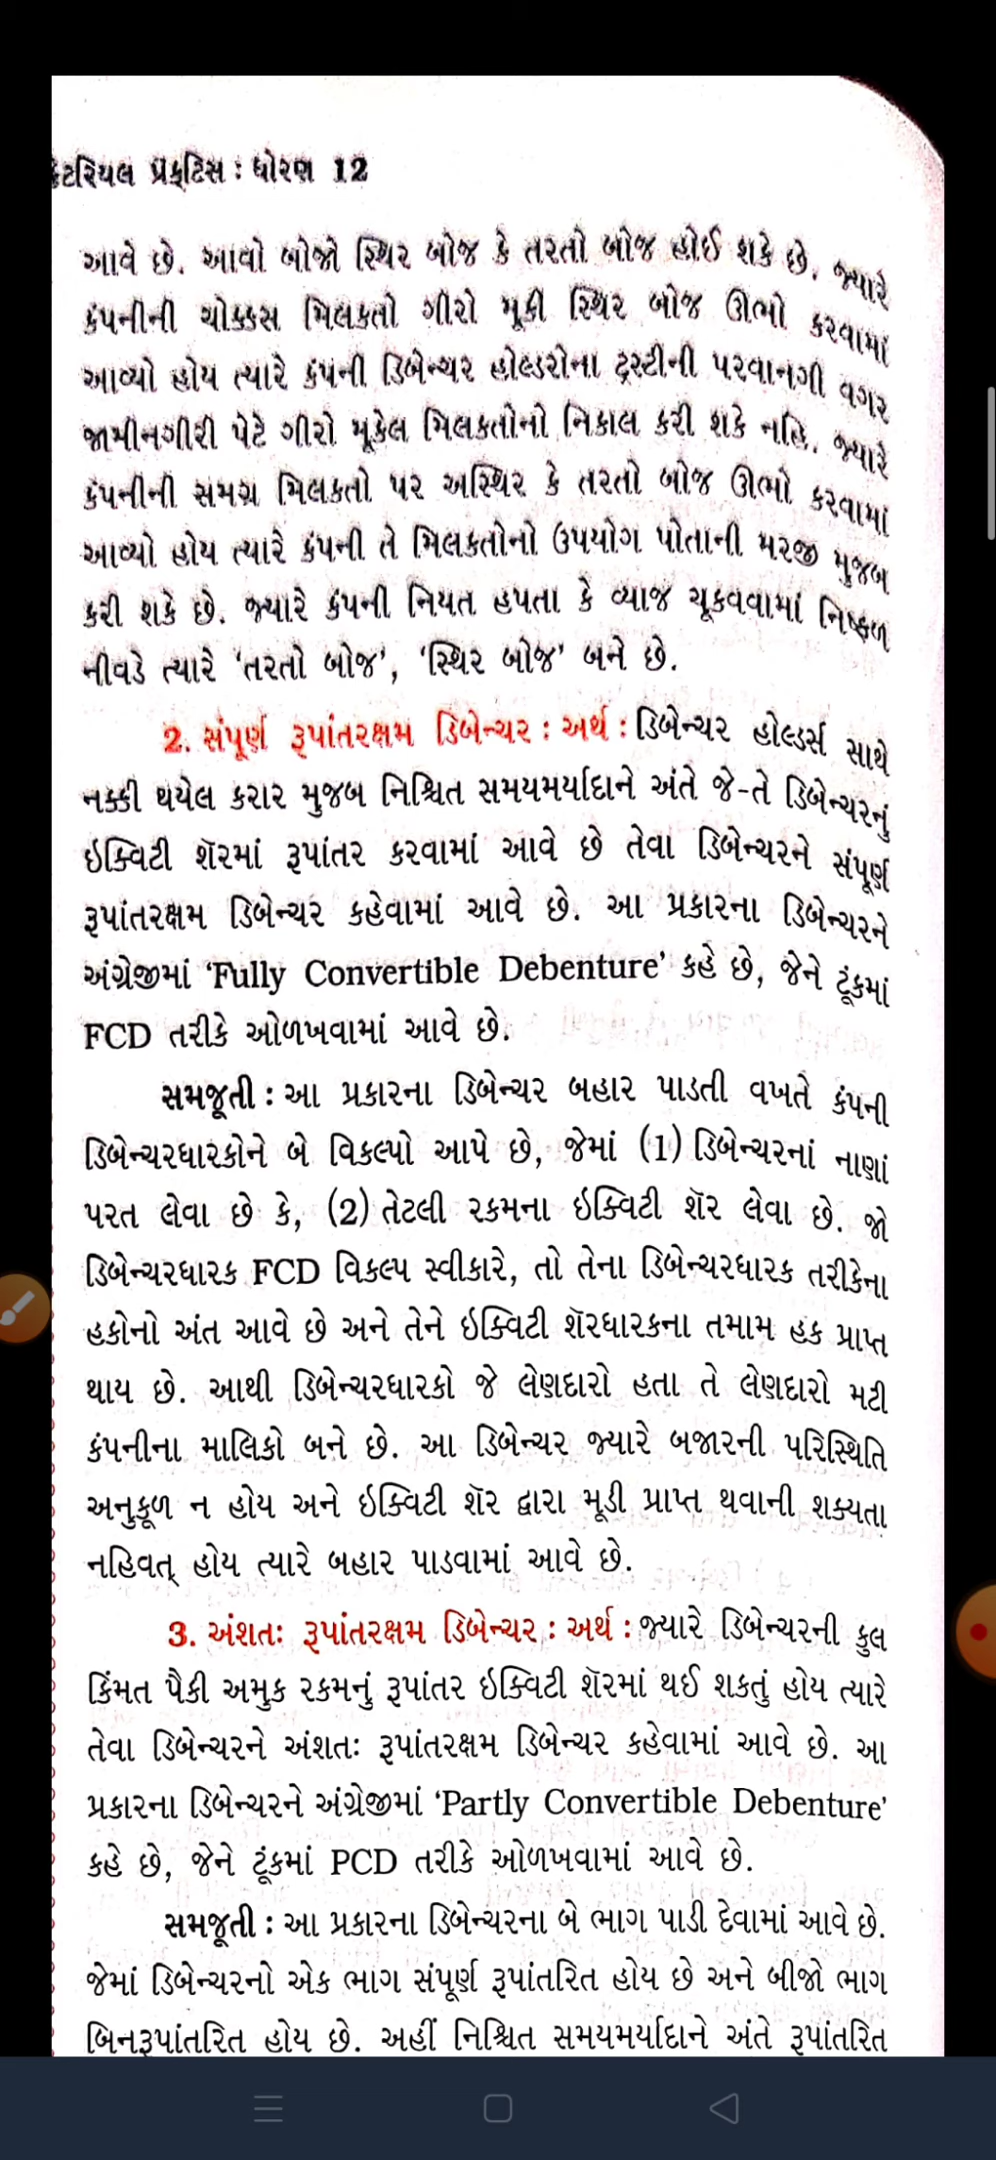 ટરિયલ પ્રેક્ટિસ : ધોરણ 12
આવે છે. આવો બોજો સ્થિર બોજ કે તરતો બોજ હોઈ શકે છે. જ્યારે
કંપનીની ચોક્કસ મિલકતો ગીરો મૂકી સ્થિર બોજ ઊભો કરવામાં
આવ્યો હોય ત્યારે કંપની ડિબેન્ચર હોલ્ડરોના ટ્રસ્ટીની પરવાનગી વગર
જામીનગીરી પેટે ગીરો મૂકેલ મિલકતોનો નિકાલ કરી શકે નહિ. જ્યારે
કંપનીની સમગ્ર મિલકતો પર અસ્થિર કે તરતો બોજ ઊભો કરવામાં
આવ્યો હોય ત્યારે કંપની તે મિલકતોનો ઉપયોગ પોતાની મરજી મુજબ
કરી શકે છે. જ્યારે કંપની નિયત હપતા કે વ્યાજ ચૂકવવામાં નિષ્ફળ
નીવડે ત્યારે ‘તરતો બોજ’, ‘સ્થિર બોજ’ બને છે.
2. સંપૂર્ણ રૂપાંતરક્ષમ ડિબેન્ચર : અર્થ : ડિબેન્ચર હોલ્ડર્સ સાથે
નક્કી થયેલ કરાર મુજબ નિશ્ચિત સમયમર્યાદાને અંતે જે-તે ડિબેન્ચરનું
ઇક્વિટી શૅરમાં રૂપાંતર કરવામાં આવે છે તેવા ડિબેન્ચરને સંપૂર્ણ
રૂપાંતરક્ષમ ડિબેન્ચર કહેવામાં આવે છે. આ પ્રકારના ડિબેન્ચરને
અંગ્રેજીમાં ‘Fully Convertible Debenture’ કહે છે, જેને ટૂંકમાં
FCD તરીકે ઓળખવામાં આવે છે.
સમજૂતી : આ પ્રકારના ડિબેન્ચર બહાર પાડતી વખતે કંપની
ડિબેન્ચરધારકોને બે વિકલ્પો આપે છે, જેમાં (1) ડિબેન્ચરનાં નાણાં
પરત લેવા છે કે, (2) તેટલી રકમના ઇક્વિટી શૅર લેવા છે. જો
ડિબેન્ચરધારક FCD વિકલ્પ સ્વીકારે, તો તેના ડિબેન્ચરધારક તરીકેના
હકોનો અંત આવે છે અને તેને ઇક્વિટી શૅરધારકના તમામ હક પ્રાપ્ત
થાય છે. આથી ડિબેન્ચરધારકો જે લેણદારો હતા તે લેણદારો મટી
કંપનીના માલિકો બને છે. આ ડિબેન્ચર જ્યારે બજારની પરિસ્થિતિ
અનુકૂળ ન હોય અને ઇક્વિટી શૅર દ્વારા મૂડી પ્રાપ્ત થવાની શક્યતા
નહિવત્ હોય ત્યારે બહાર પાડવામાં આવે છે.
3. અંશતઃ રૂપાંતરક્ષમ ડિબેન્ચર : અર્થ : જ્યારે ડિબેન્ચરની કુલ
કિંમત પૈકી અમુક રકમનું રૂપાંતર ઇક્વિટી શૅરમાં થઈ શકતું હોય ત્યારે
તેવા ડિબેન્ચરને અંશતઃ રૂપાંતરક્ષમ ડિબેન્ચર કહેવામાં આવે છે. આ
પ્રકારના ડિબેન્ચરને અંગ્રેજીમાં ‘Partly Convertible Debenture’
કહે છે, જેને ટૂંકમાં PCD તરીકે ઓળખવામાં આવે છે.
સમજૂતી : આ પ્રકારના ડિબેન્ચરના બે ભાગ પાડી દેવામાં આવે છે.
જેમાં ડિબેન્ચરનો એક ભાગ સંપૂર્ણ રૂપાંતરિત હોય છે અને બીજો ભાગ
બિનરૂપાંતરિત હોય છે. અહીં નિશ્ચિત સમયમર્યાદાને અંતે રૂપાંતરિત